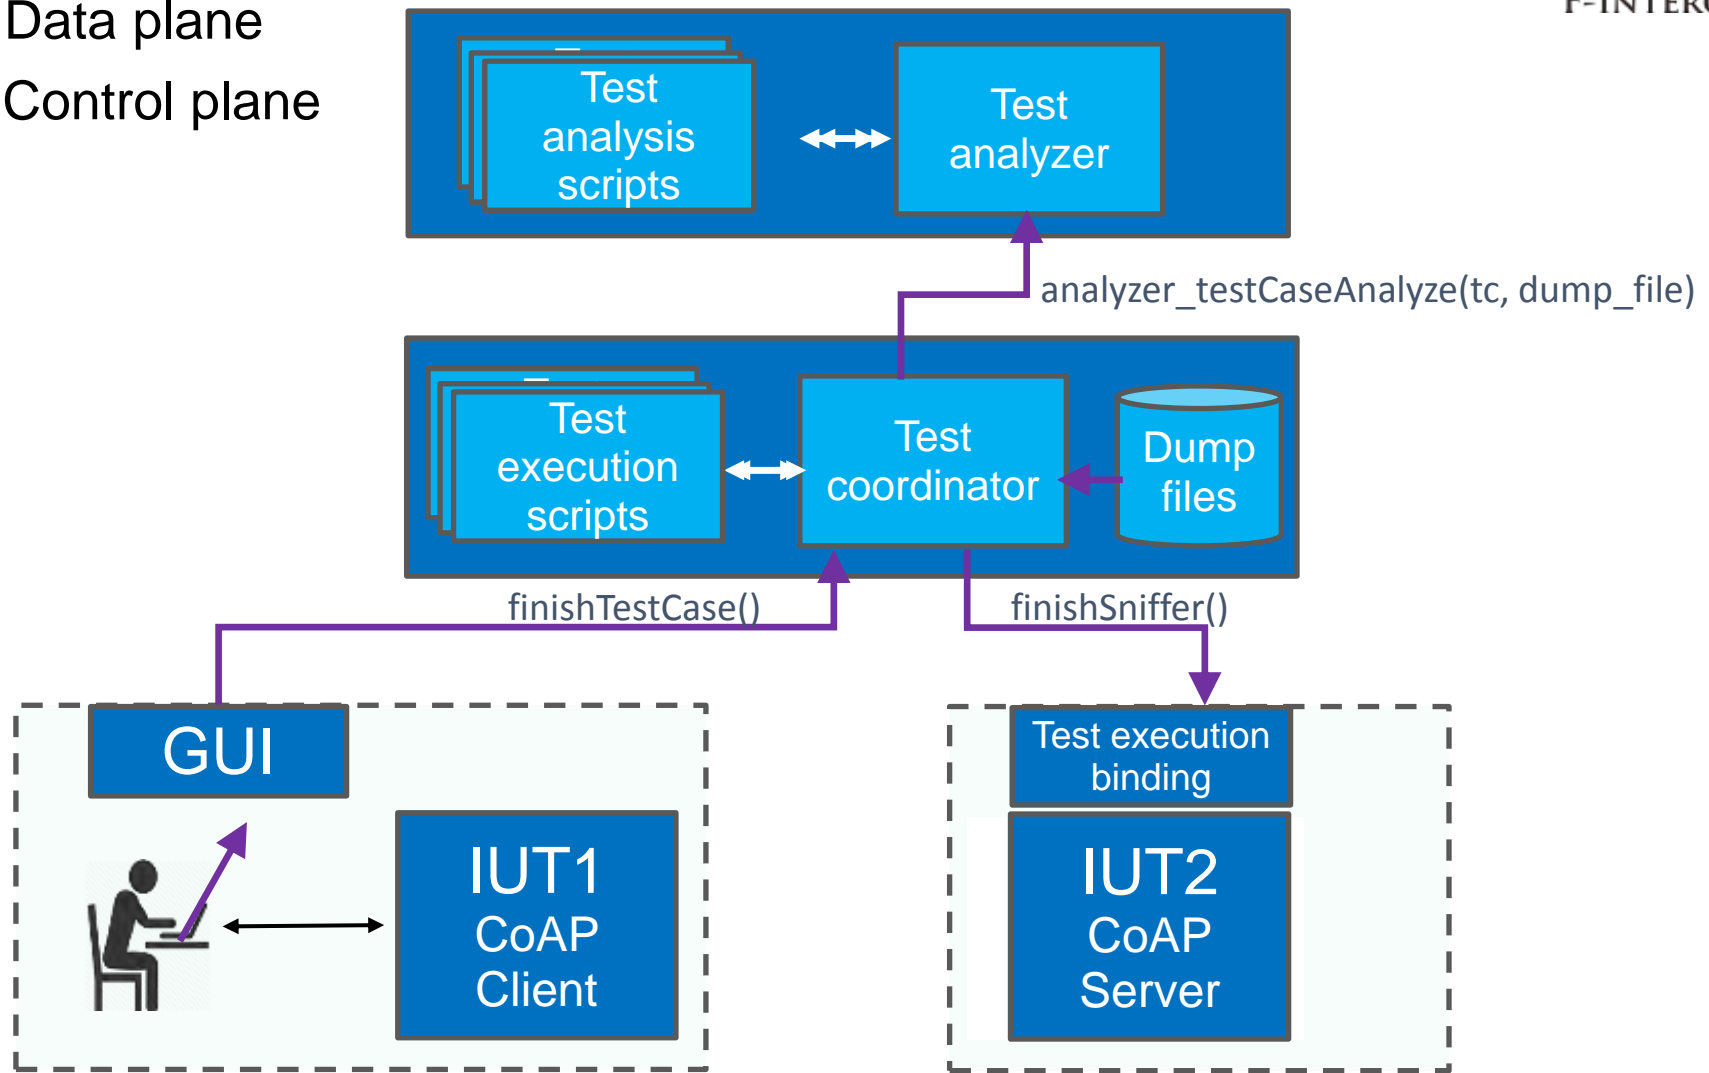 Data plane
Control plane
Test
analysis
scripts
Test
analyzer
analyzer_testCaseAnalyze(tc, dump_file)
Test
execution
scripts
Test
coordinator
Dump
files
finishTestCase()
finishSniffer()
GUI
Test execution
binding
IUT1
CoAP
Client
IUT2
CoAP
Server